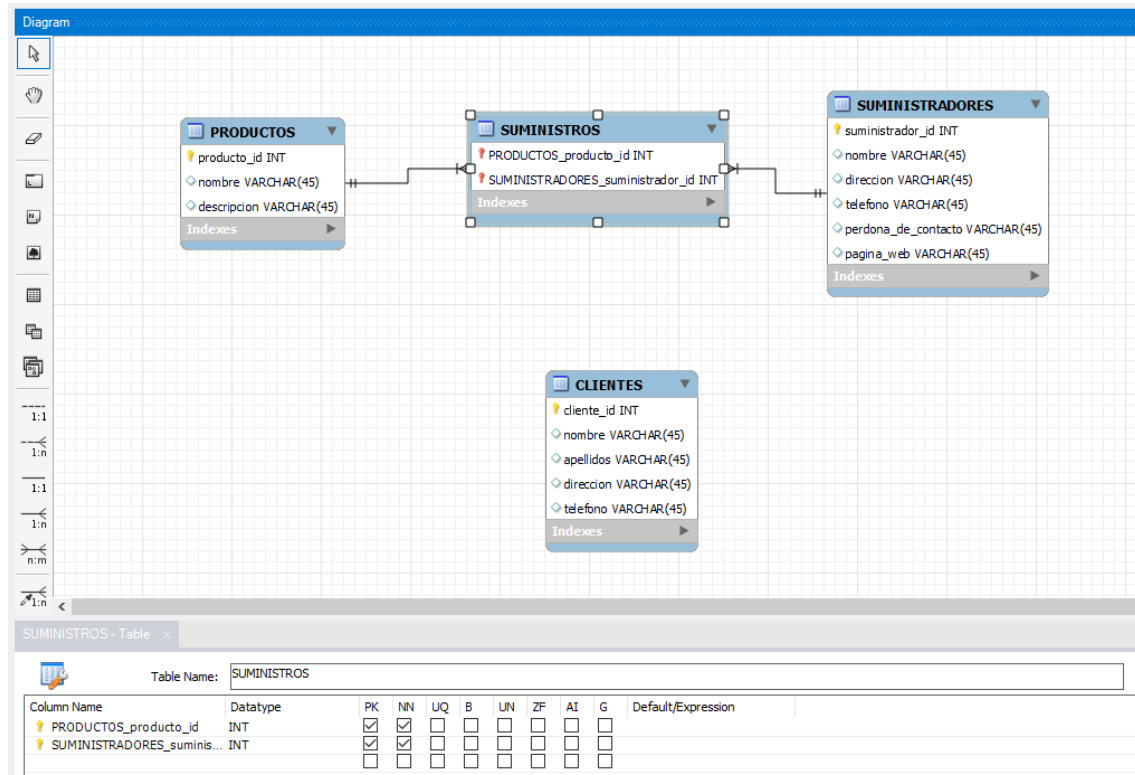 Diagram
PRODUCTOS
producto_id INT
nombre VARCHAR(45)
descripcion VARCHAR(45)
Indexes
SUMINISTROS
PRODUCTOS_producto_id INT
SUMINISTRADORES_suministrador_id INT
Indexes
SUMINISTRADORES
suministrador_id INT
nombre VARCHAR(45)
direccion VARCHAR(45)
telefono VARCHAR(45)
perdona_de_contacto VARCHAR(45)
pagina_web VARCHAR(45)
Indexes
CLIENTES
cliente_id INT
nombre VARCHAR(45)
apellidos VARCHAR(45)
direccion VARCHAR(45)
telefono VARCHAR(45)
Indexes
1:1
1:n
1:1
1:n
n:m
1:n
SUMINISTROS - Table
Table Name: SUMINISTROS
Column Name Datatype PK NN UQ B UN ZF AI G Default/Expression
PRODUCTOS_producto_id INT
SUMINISTRADORES_suminis... INT